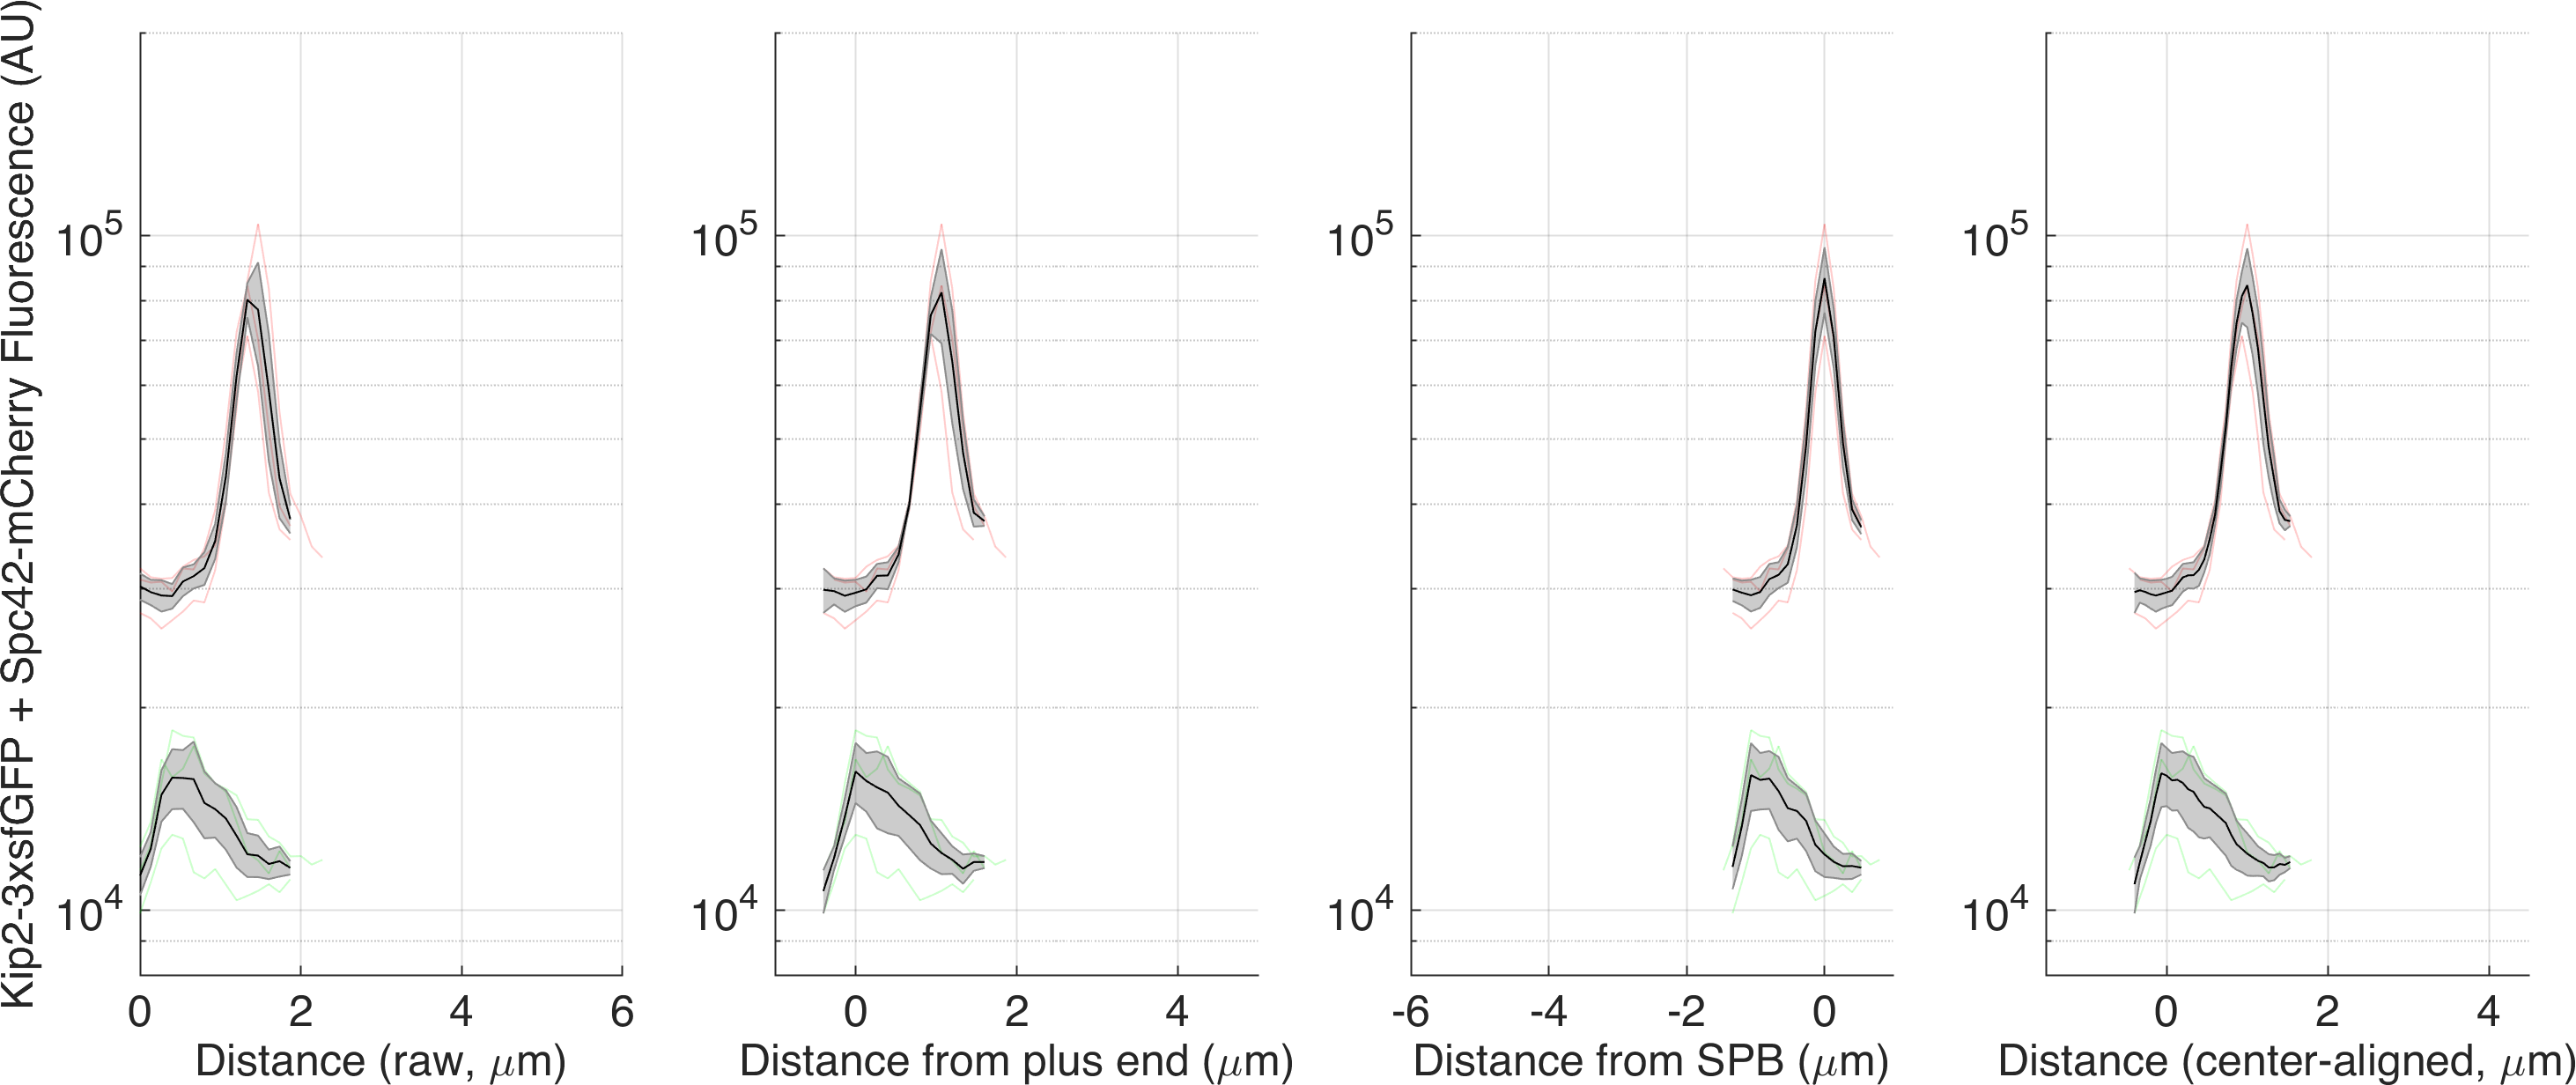 Kip2-3xsfGFP + Spc42-mCherry Fluorescence (AU)
10^5
10^4
0 2 4 6
Distance (raw, μm)
10^5
10^4
0 2 4
Distance from plus end (μm)
10^5
10^4
-6 -4 -2 0
Distance from SPB (μm)
10^5
10^4
0 2 4
Distance (center-aligned, μm)